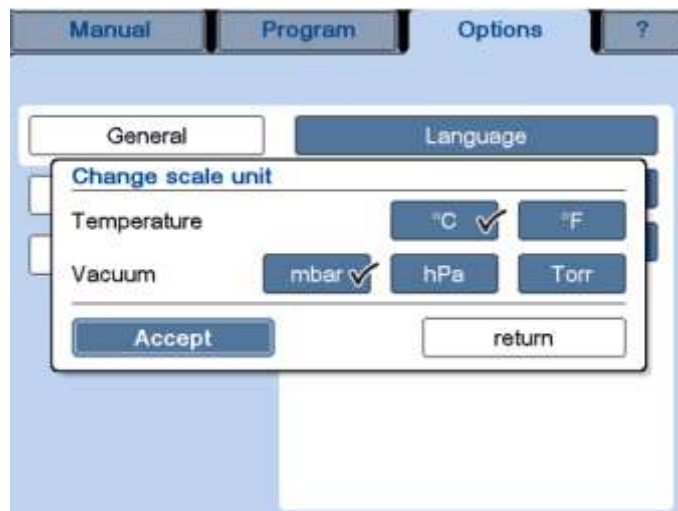 Manual Program Options ?
General Language
Change scale unit
Temperature °C °F
Vacuum mbar hPa Torr
Accept return